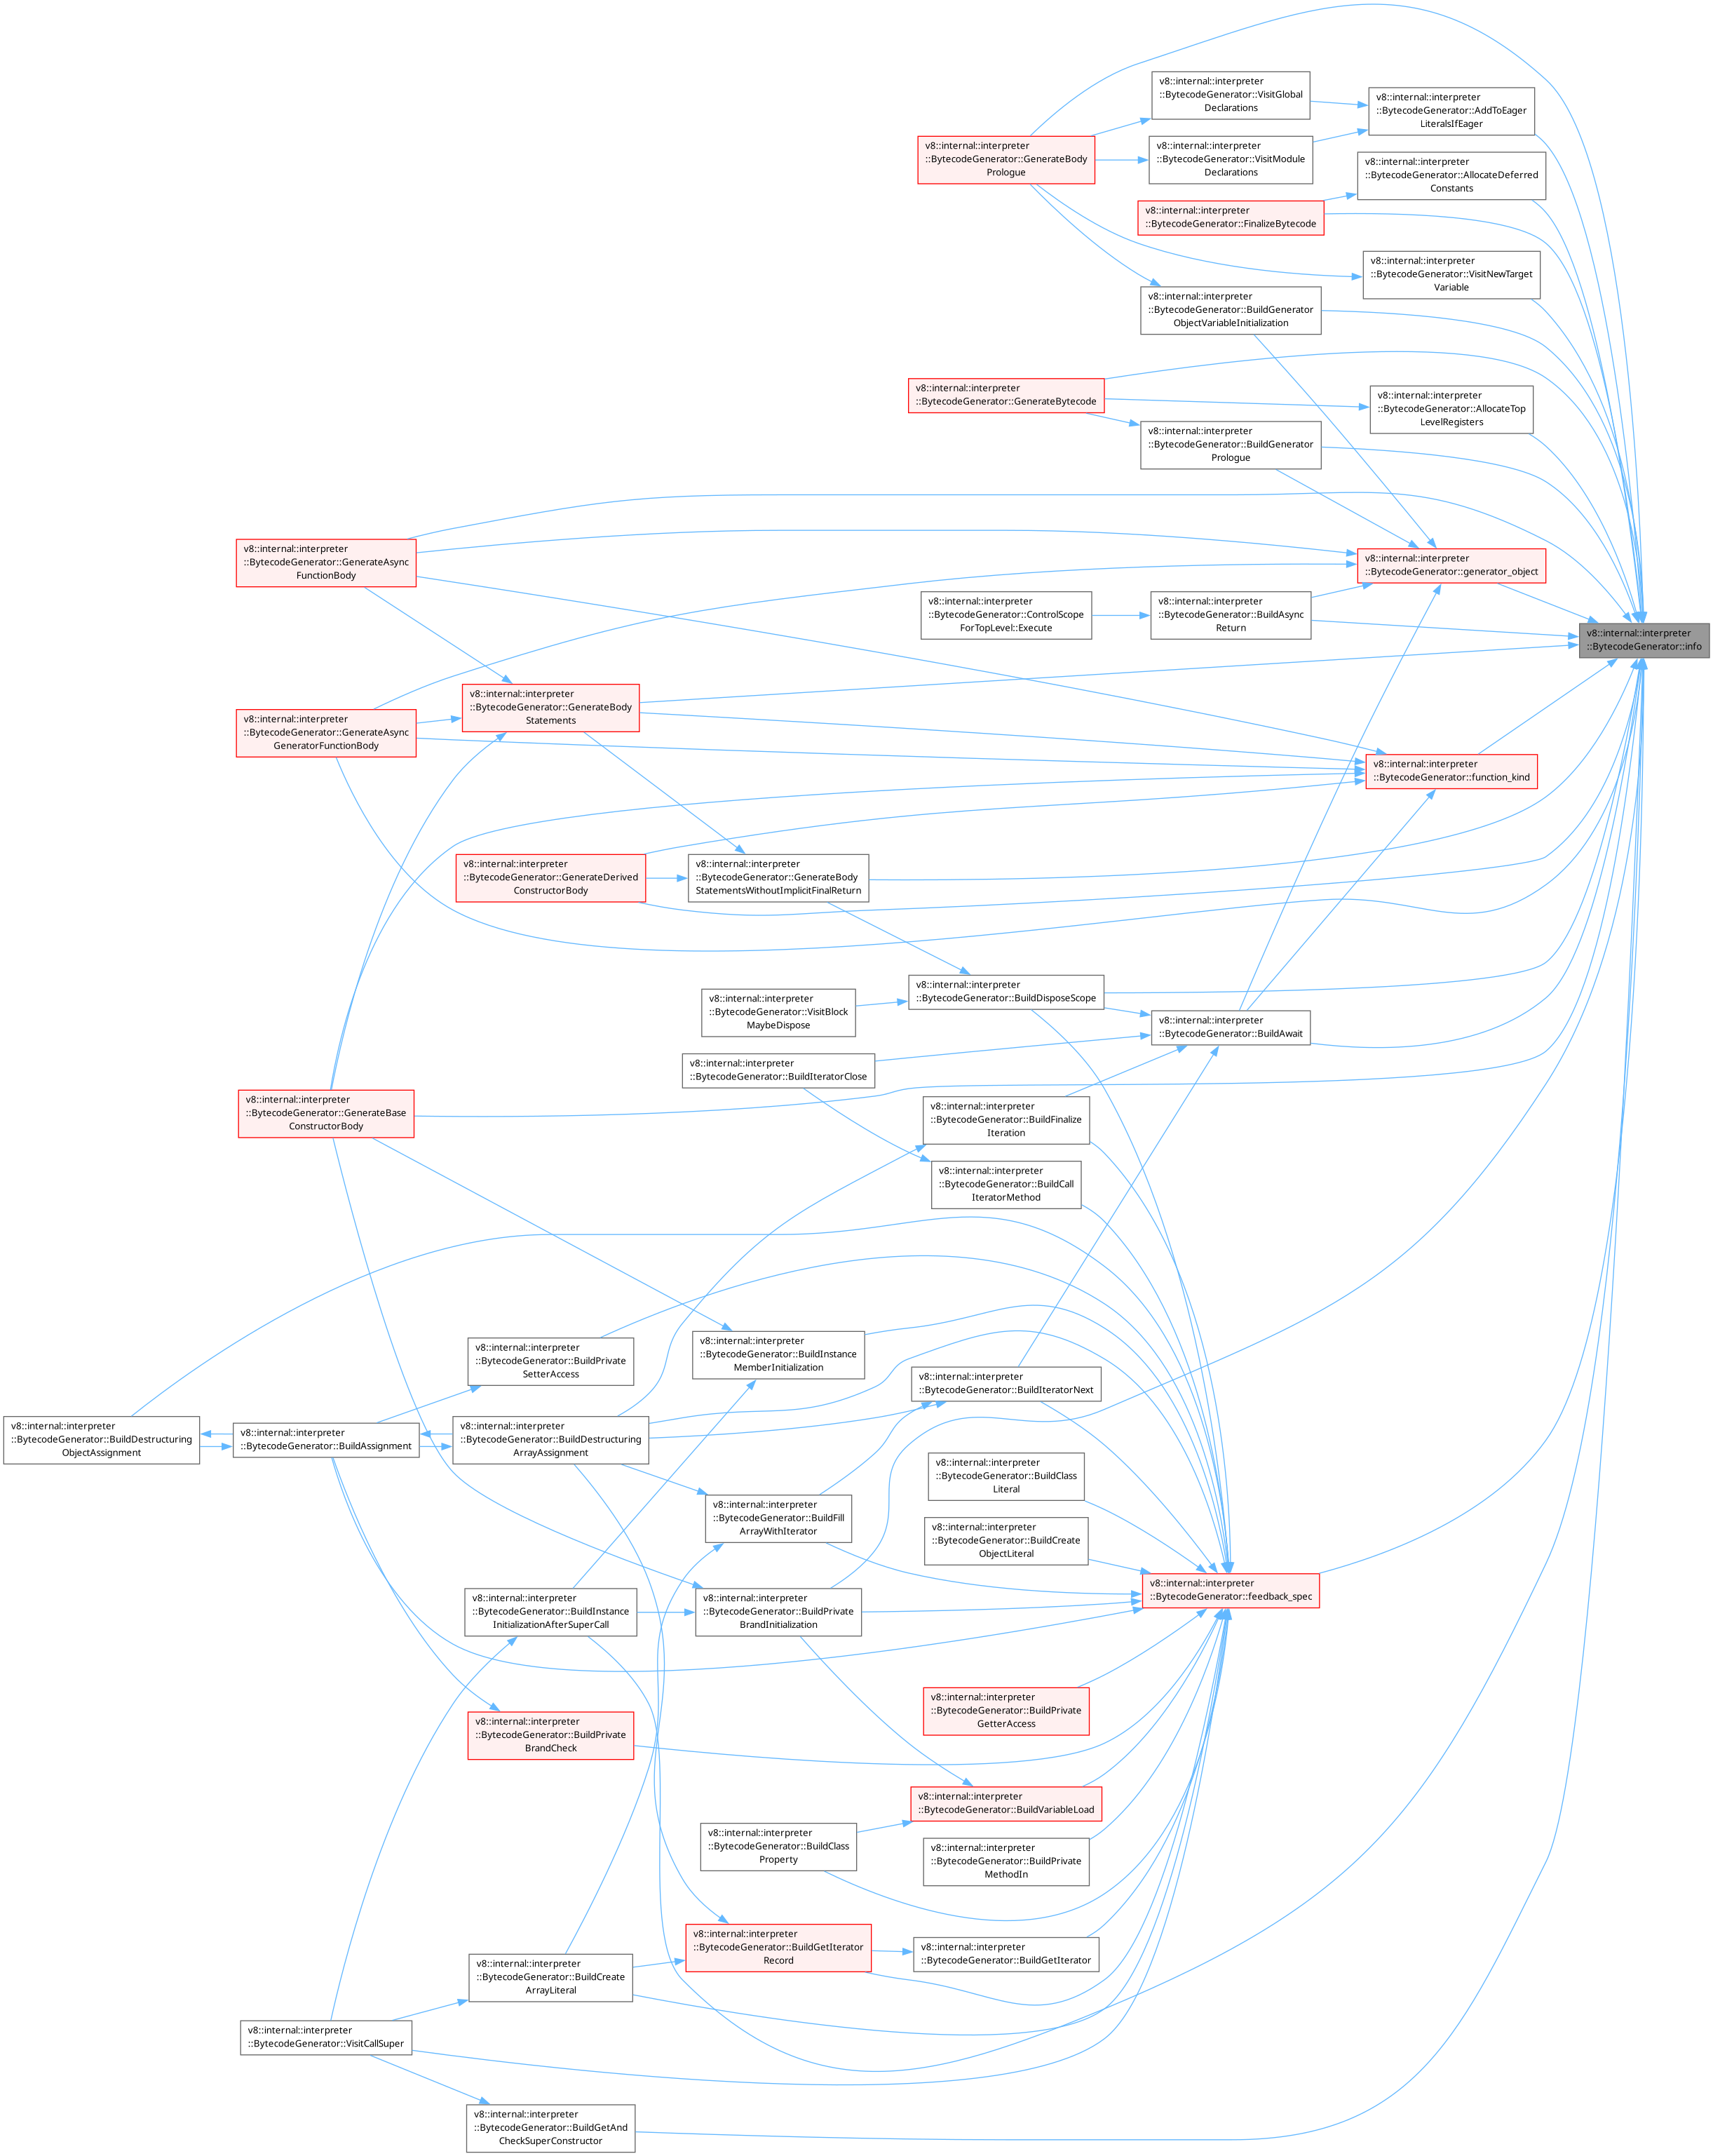 v8::internal::interpreter
::BytecodeGenerator::VisitGlobal
Declarations
v8::internal::interpreter
::BytecodeGenerator::AddToEager
LiteralsIfEager
v8::internal::interpreter
::BytecodeGenerator::GenerateBody
Prologue
v8::internal::interpreter
::BytecodeGenerator::VisitModule
Declarations
v8::internal::interpreter
::BytecodeGenerator::AllocateDeferred
Constants
v8::internal::interpreter
::BytecodeGenerator::FinalizeBytecode
v8::internal::interpreter
::BytecodeGenerator::VisitNewTarget
Variable
v8::internal::interpreter
::BytecodeGenerator::BuildGenerator
ObjectVariableInitialization
v8::internal::interpreter
::BytecodeGenerator::GenerateBytecode
v8::internal::interpreter
::BytecodeGenerator::AllocateTop
LevelRegisters
v8::internal::interpreter
::BytecodeGenerator::BuildGenerator
Prologue
v8::internal::interpreter
::BytecodeGenerator::GenerateAsync
FunctionBody
v8::internal::interpreter
::BytecodeGenerator::generator_object
v8::internal::interpreter
::BytecodeGenerator::ControlScope
ForTopLevel::Execute
v8::internal::interpreter
::BytecodeGenerator::BuildAsync
Return
v8::internal::interpreter
::BytecodeGenerator::info
v8::internal::interpreter
::BytecodeGenerator::GenerateBody
Statements
v8::internal::interpreter
::BytecodeGenerator::GenerateAsync
GeneratorFunctionBody
v8::internal::interpreter
::BytecodeGenerator::function_kind
v8::internal::interpreter
::BytecodeGenerator::GenerateDerived
ConstructorBody
v8::internal::interpreter
::BytecodeGenerator::GenerateBody
StatementsWithoutImplicitFinalReturn
v8::internal::interpreter
::BytecodeGenerator::BuildDisposeScope
v8::internal::interpreter
::BytecodeGenerator::VisitBlock
MaybeDispose
v8::internal::interpreter
::BytecodeGenerator::BuildAwait
v8::internal::interpreter
::BytecodeGenerator::BuildIteratorClose
v8::internal::interpreter
::BytecodeGenerator::GenerateBase
ConstructorBody
v8::internal::interpreter
::BytecodeGenerator::BuildFinalize
Iteration
v8::internal::interpreter
::BytecodeGenerator::BuildCall
IteratorMethod
v8::internal::interpreter
::BytecodeGenerator::BuildPrivate
SetterAccess
v8::internal::interpreter
::BytecodeGenerator::BuildInstance
MemberInitialization
v8::internal::interpreter
::BytecodeGenerator::BuildIteratorNext
v8::internal::interpreter
::BytecodeGenerator::BuildDestructuring
ObjectAssignment
v8::internal::interpreter
::BytecodeGenerator::BuildAssignment
v8::internal::interpreter
::BytecodeGenerator::BuildDestructuring
ArrayAssignment
v8::internal::interpreter
::BytecodeGenerator::BuildClass
Literal
v8::internal::interpreter
::BytecodeGenerator::BuildFill
ArrayWithIterator
v8::internal::interpreter
::BytecodeGenerator::BuildCreate
ObjectLiteral
v8::internal::interpreter
::BytecodeGenerator::feedback_spec
v8::internal::interpreter
::BytecodeGenerator::BuildInstance
InitializationAfterSuperCall
v8::internal::interpreter
::BytecodeGenerator::BuildPrivate
BrandInitialization
v8::internal::interpreter
::BytecodeGenerator::BuildPrivate
GetterAccess
v8::internal::interpreter
::BytecodeGenerator::BuildPrivate
BrandCheck
v8::internal::interpreter
::BytecodeGenerator::BuildVariableLoad
v8::internal::interpreter
::BytecodeGenerator::BuildClass
Property
v8::internal::interpreter
::BytecodeGenerator::BuildPrivate
MethodIn
v8::internal::interpreter
::BytecodeGenerator::BuildGetIterator
Record
v8::internal::interpreter
::BytecodeGenerator::BuildGetIterator
v8::internal::interpreter
::BytecodeGenerator::BuildCreate
ArrayLiteral
v8::internal::interpreter
::BytecodeGenerator::VisitCallSuper
v8::internal::interpreter
::BytecodeGenerator::BuildGetAnd
CheckSuperConstructor